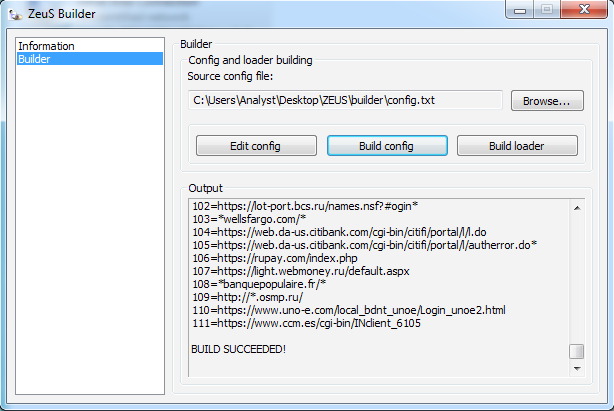 ZeuS Builder
Information
Builder
Builder
Config and loader building
Source config file:
C:\Users\Analyst\Desktop\ZEUS\builder\config.txt
Browse...
Edit config
Build config
Build loader
Output
102=https://lot-port.bcs.ru/names.nsf?#ogin*
103=*wellsfargo.com/*
104=https://web.da-us.citibank.com/cgi-bin/citifi/portal/l/l.do
105=https://web.da-us.citibank.com/cgi-bin/citifi/portal/l/autherror.do*
106=https://rupay.com/index.php
107=https://light.webmoney.ru/default.aspx
108=*banquepopulaire.fr/*
109=http://*.osmp.ru/
110=https://www.uno-e.com/local_bdnt_unoe/Login_unoe2.html
111=https://www.ccm.es/cgi-bin/INclient_6105
BUILD SUCCEEDED!